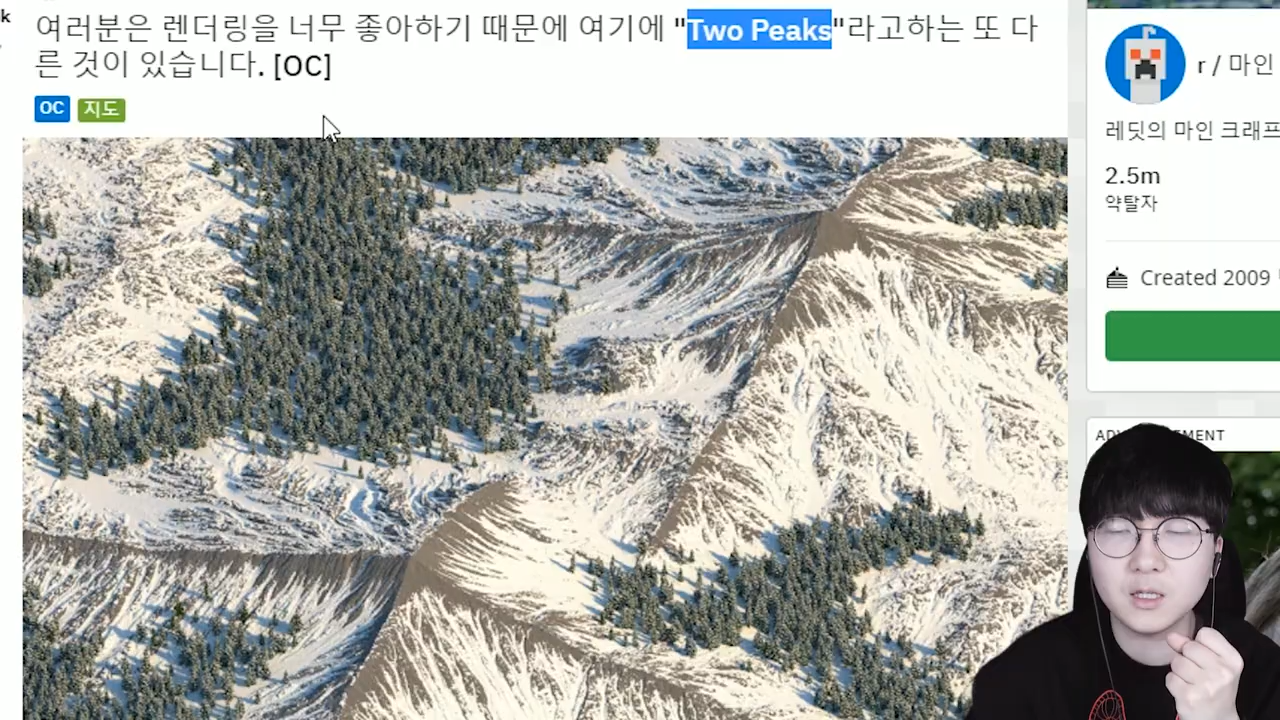 k
여러분은 렌더링을 너무 좋아하기 때문에 여기에 "Two Peaks"라고하는 또 다
른 것이 있습니다. [OC]
OC 지도
r / 마인
레딧의 마인 크래프
2.5m
약탈자
Created 2009